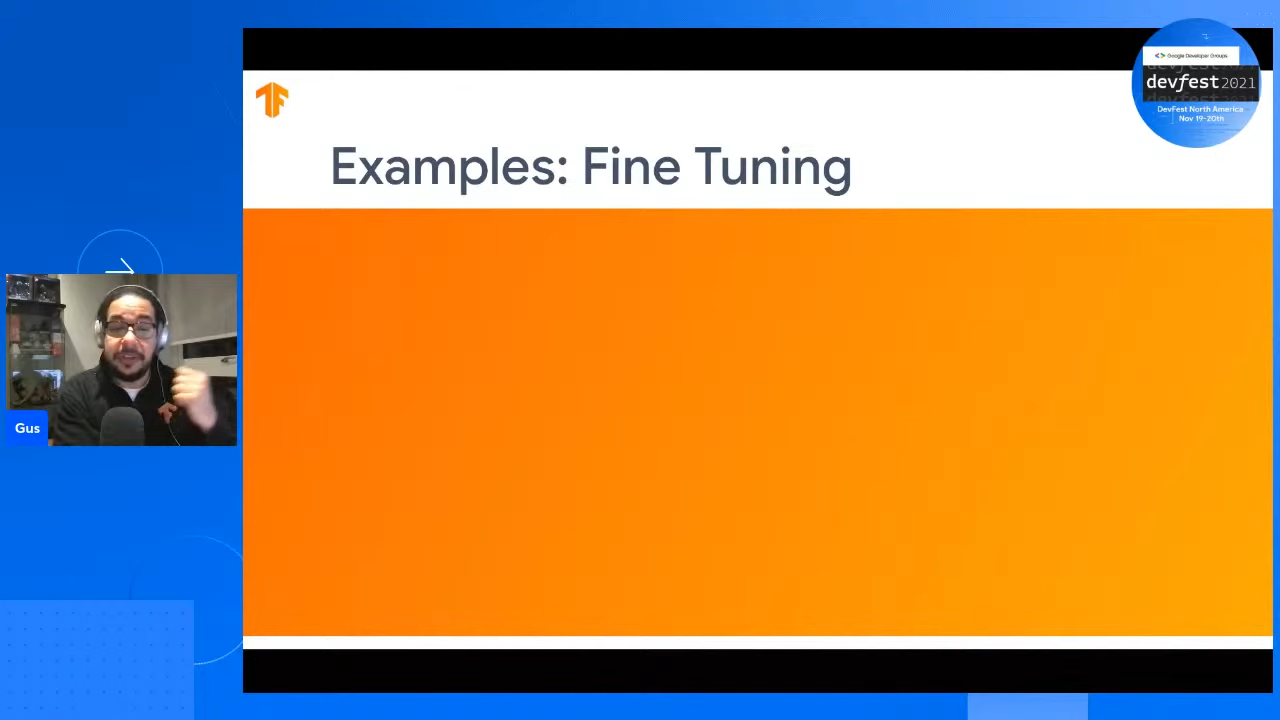 Examples: Fine Tuning
Google Developer Groups
devfest 2021
DevFest North America
Nov 19-20th
Gus